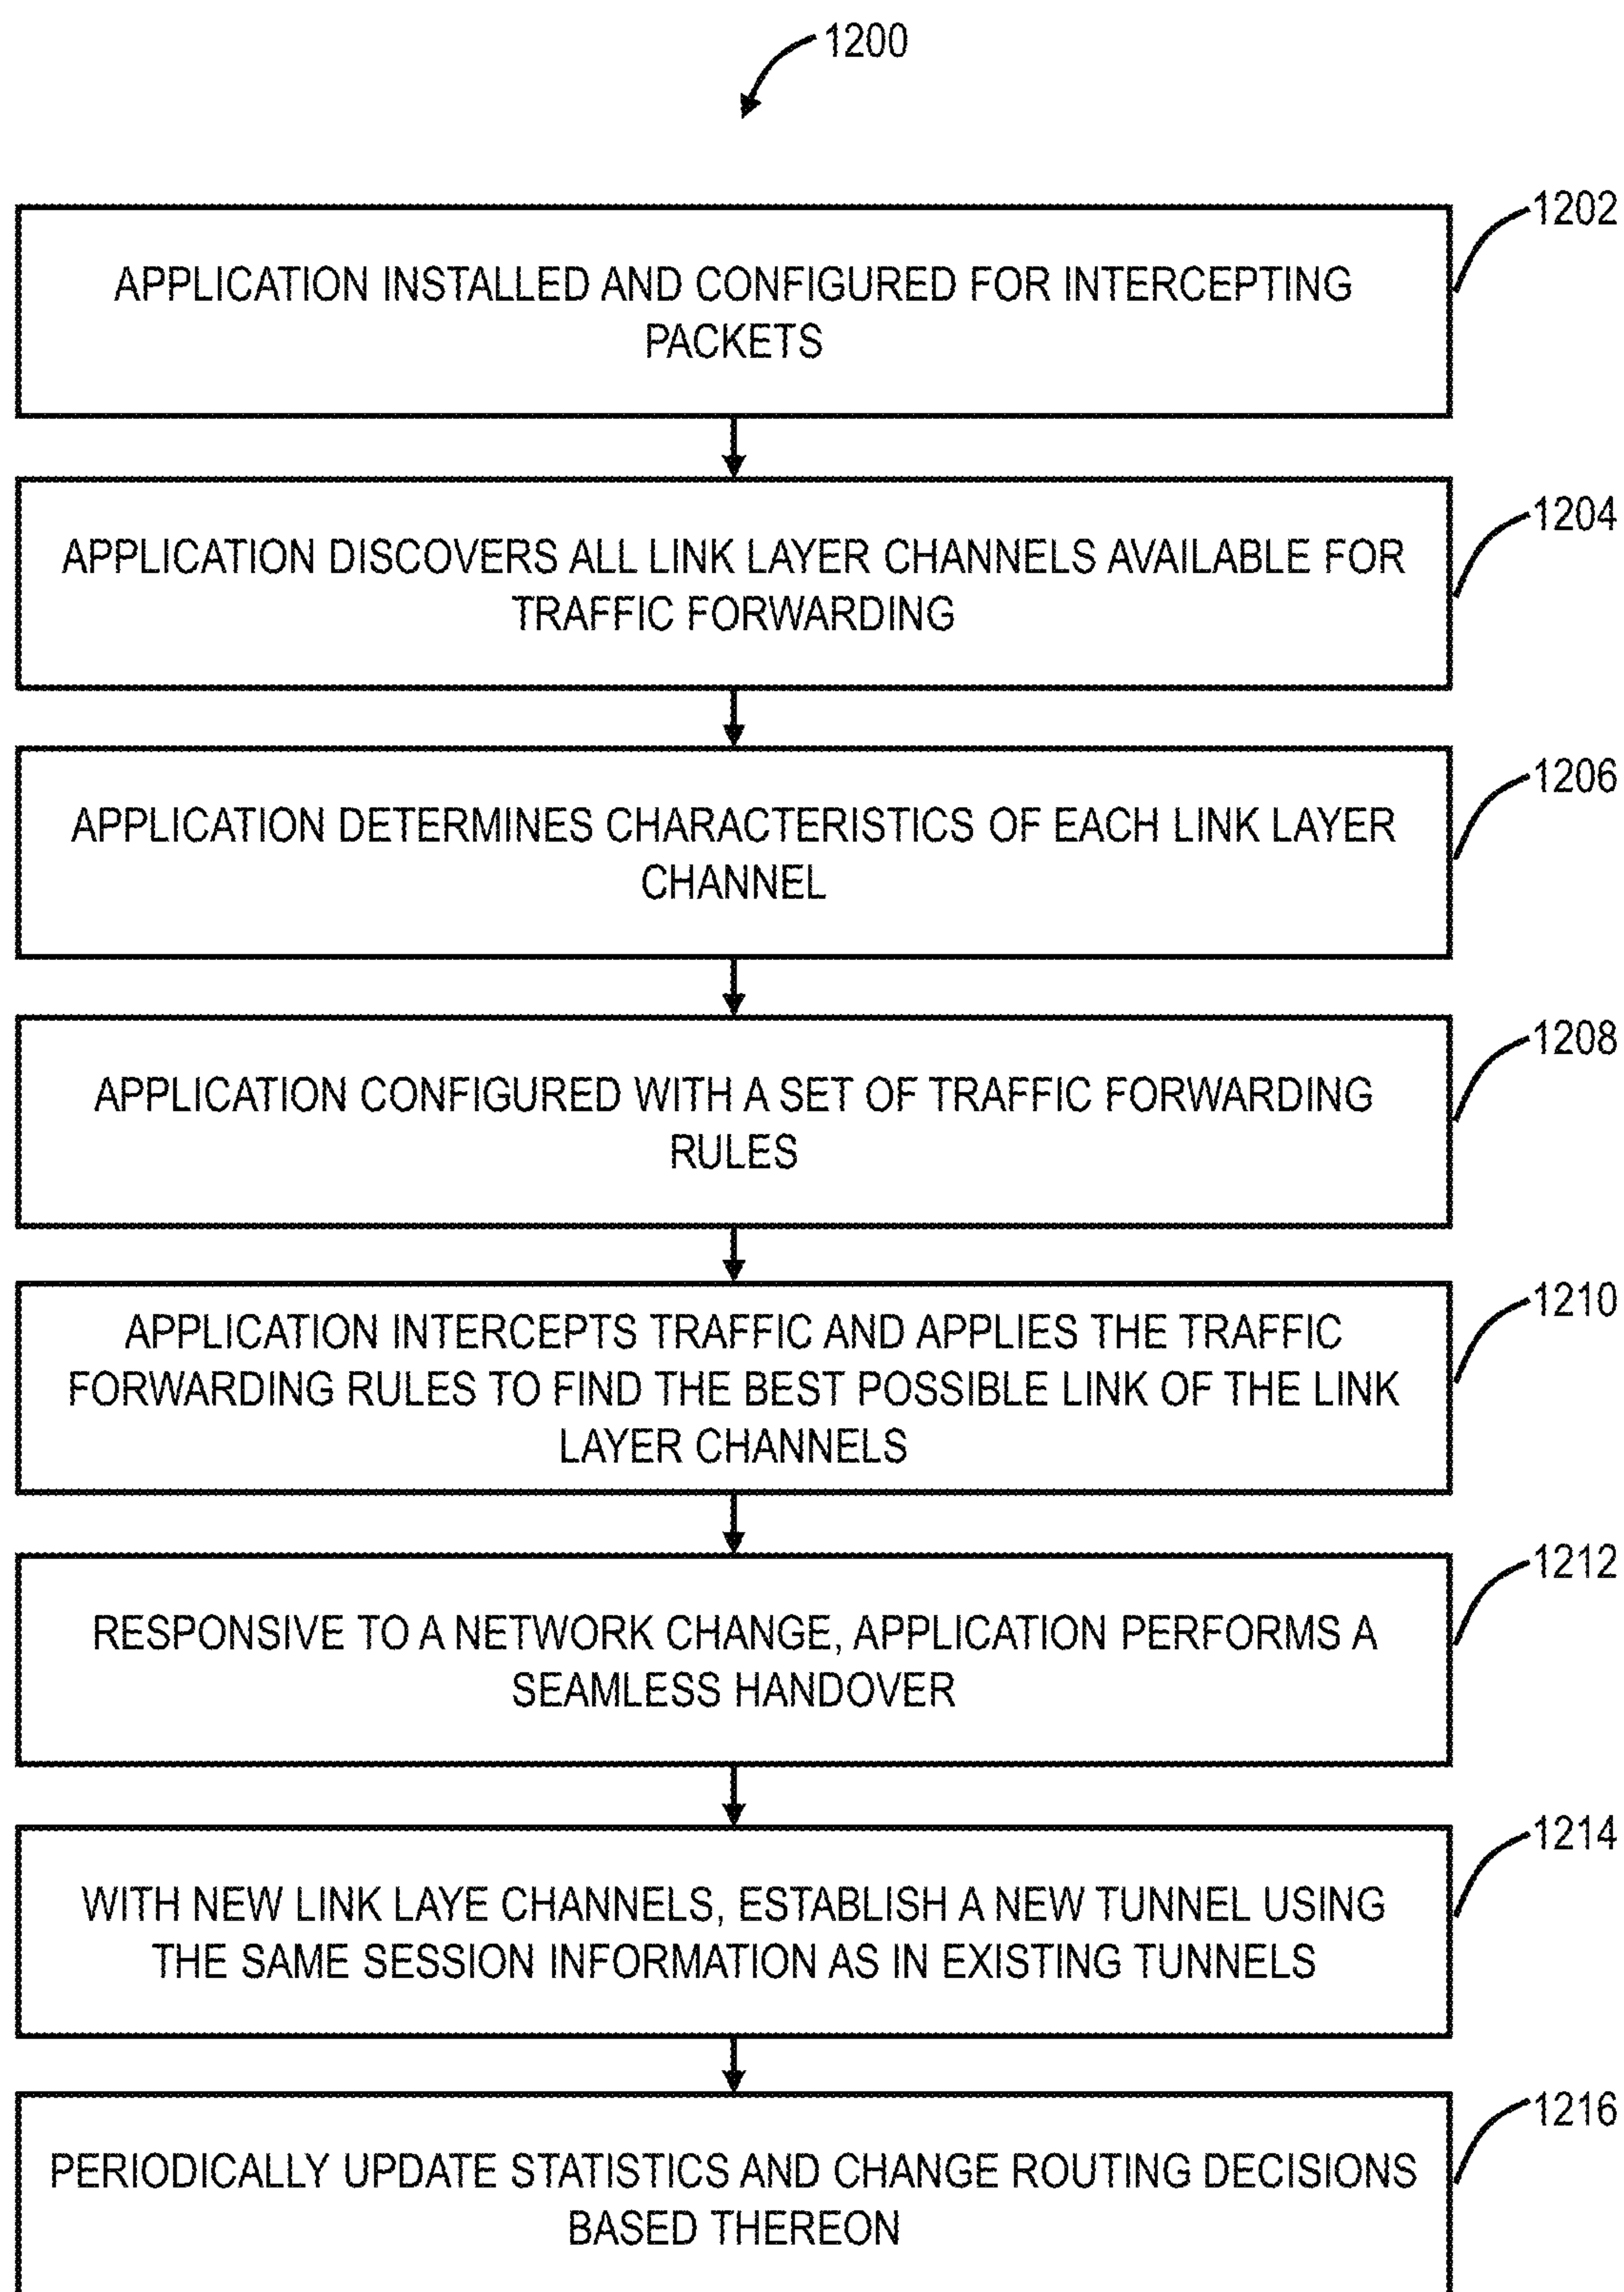 1200
1202
APPLICATION INSTALLED AND CONFIGURED FOR INTERCEPTING
PACKETS
1204
APPLICATION DISCOVERS ALL LINK LAYER CHANNELS AVAILABLE FOR
TRAFFIC FORWARDING
1206
APPLICATION DETERMINES CHARACTERISTICS OF EACH LINK LAYER
CHANNEL
1208
APPLICATION CONFIGURED WITH A SET OF TRAFFIC FORWARDING
RULES
1210
APPLICATION INTERCEPTS TRAFFIC AND APPLIES THE TRAFFIC
FORWARDING RULES TO FIND THE BEST POSSIBLE LINK OF THE LINK
LAYER CHANNELS
1212
RESPONSIVE TO A NETWORK CHANGE, APPLICATION PERFORMS A
SEAMLESS HANDOVER
1214
WITH NEW LINK LAYE CHANNELS, ESTABLISH A NEW TUNNEL USING
THE SAME SESSION INFORMATION AS IN EXISTING TUNNELS
1216
PERIODICALLY UPDATE STATISTICS AND CHANGE ROUTING DECISIONS
BASED THEREON